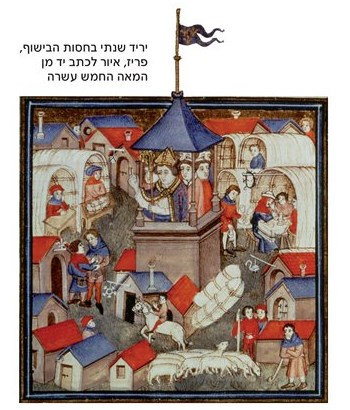 יריד שנתי בחסות הבישוף,
פריז, איור לכתב יד מן
המאה החמש עשרה